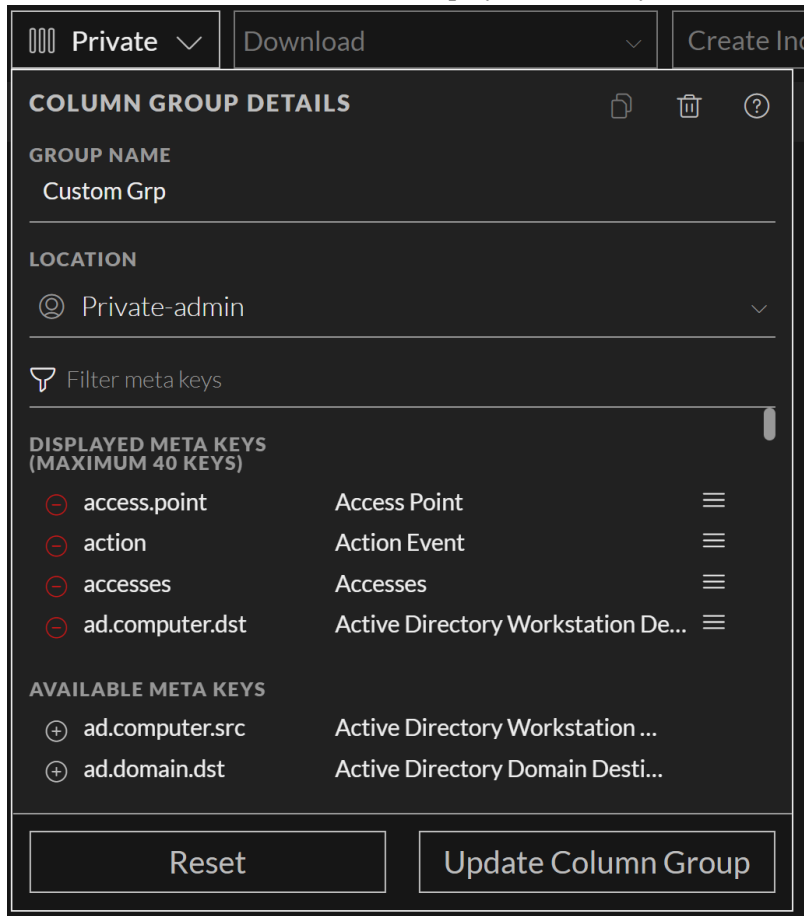 Private
Download
Create Inc
COLUMN GROUP DETAILS
GROUP NAME
Custom Grp
LOCATION
Private-admin
Filter meta keys
DISPLAYED META KEYS
(MAXIMUM 40 KEYS)
access.point Access Point
action Action Event
accesses Accesses
ad.computer.dst Active Directory Workstation De...
AVAILABLE META KEYS
ad.computer.src Active Directory Workstation ...
ad.domain.dst Active Directory Domain Desti...
Reset
Update Column Group